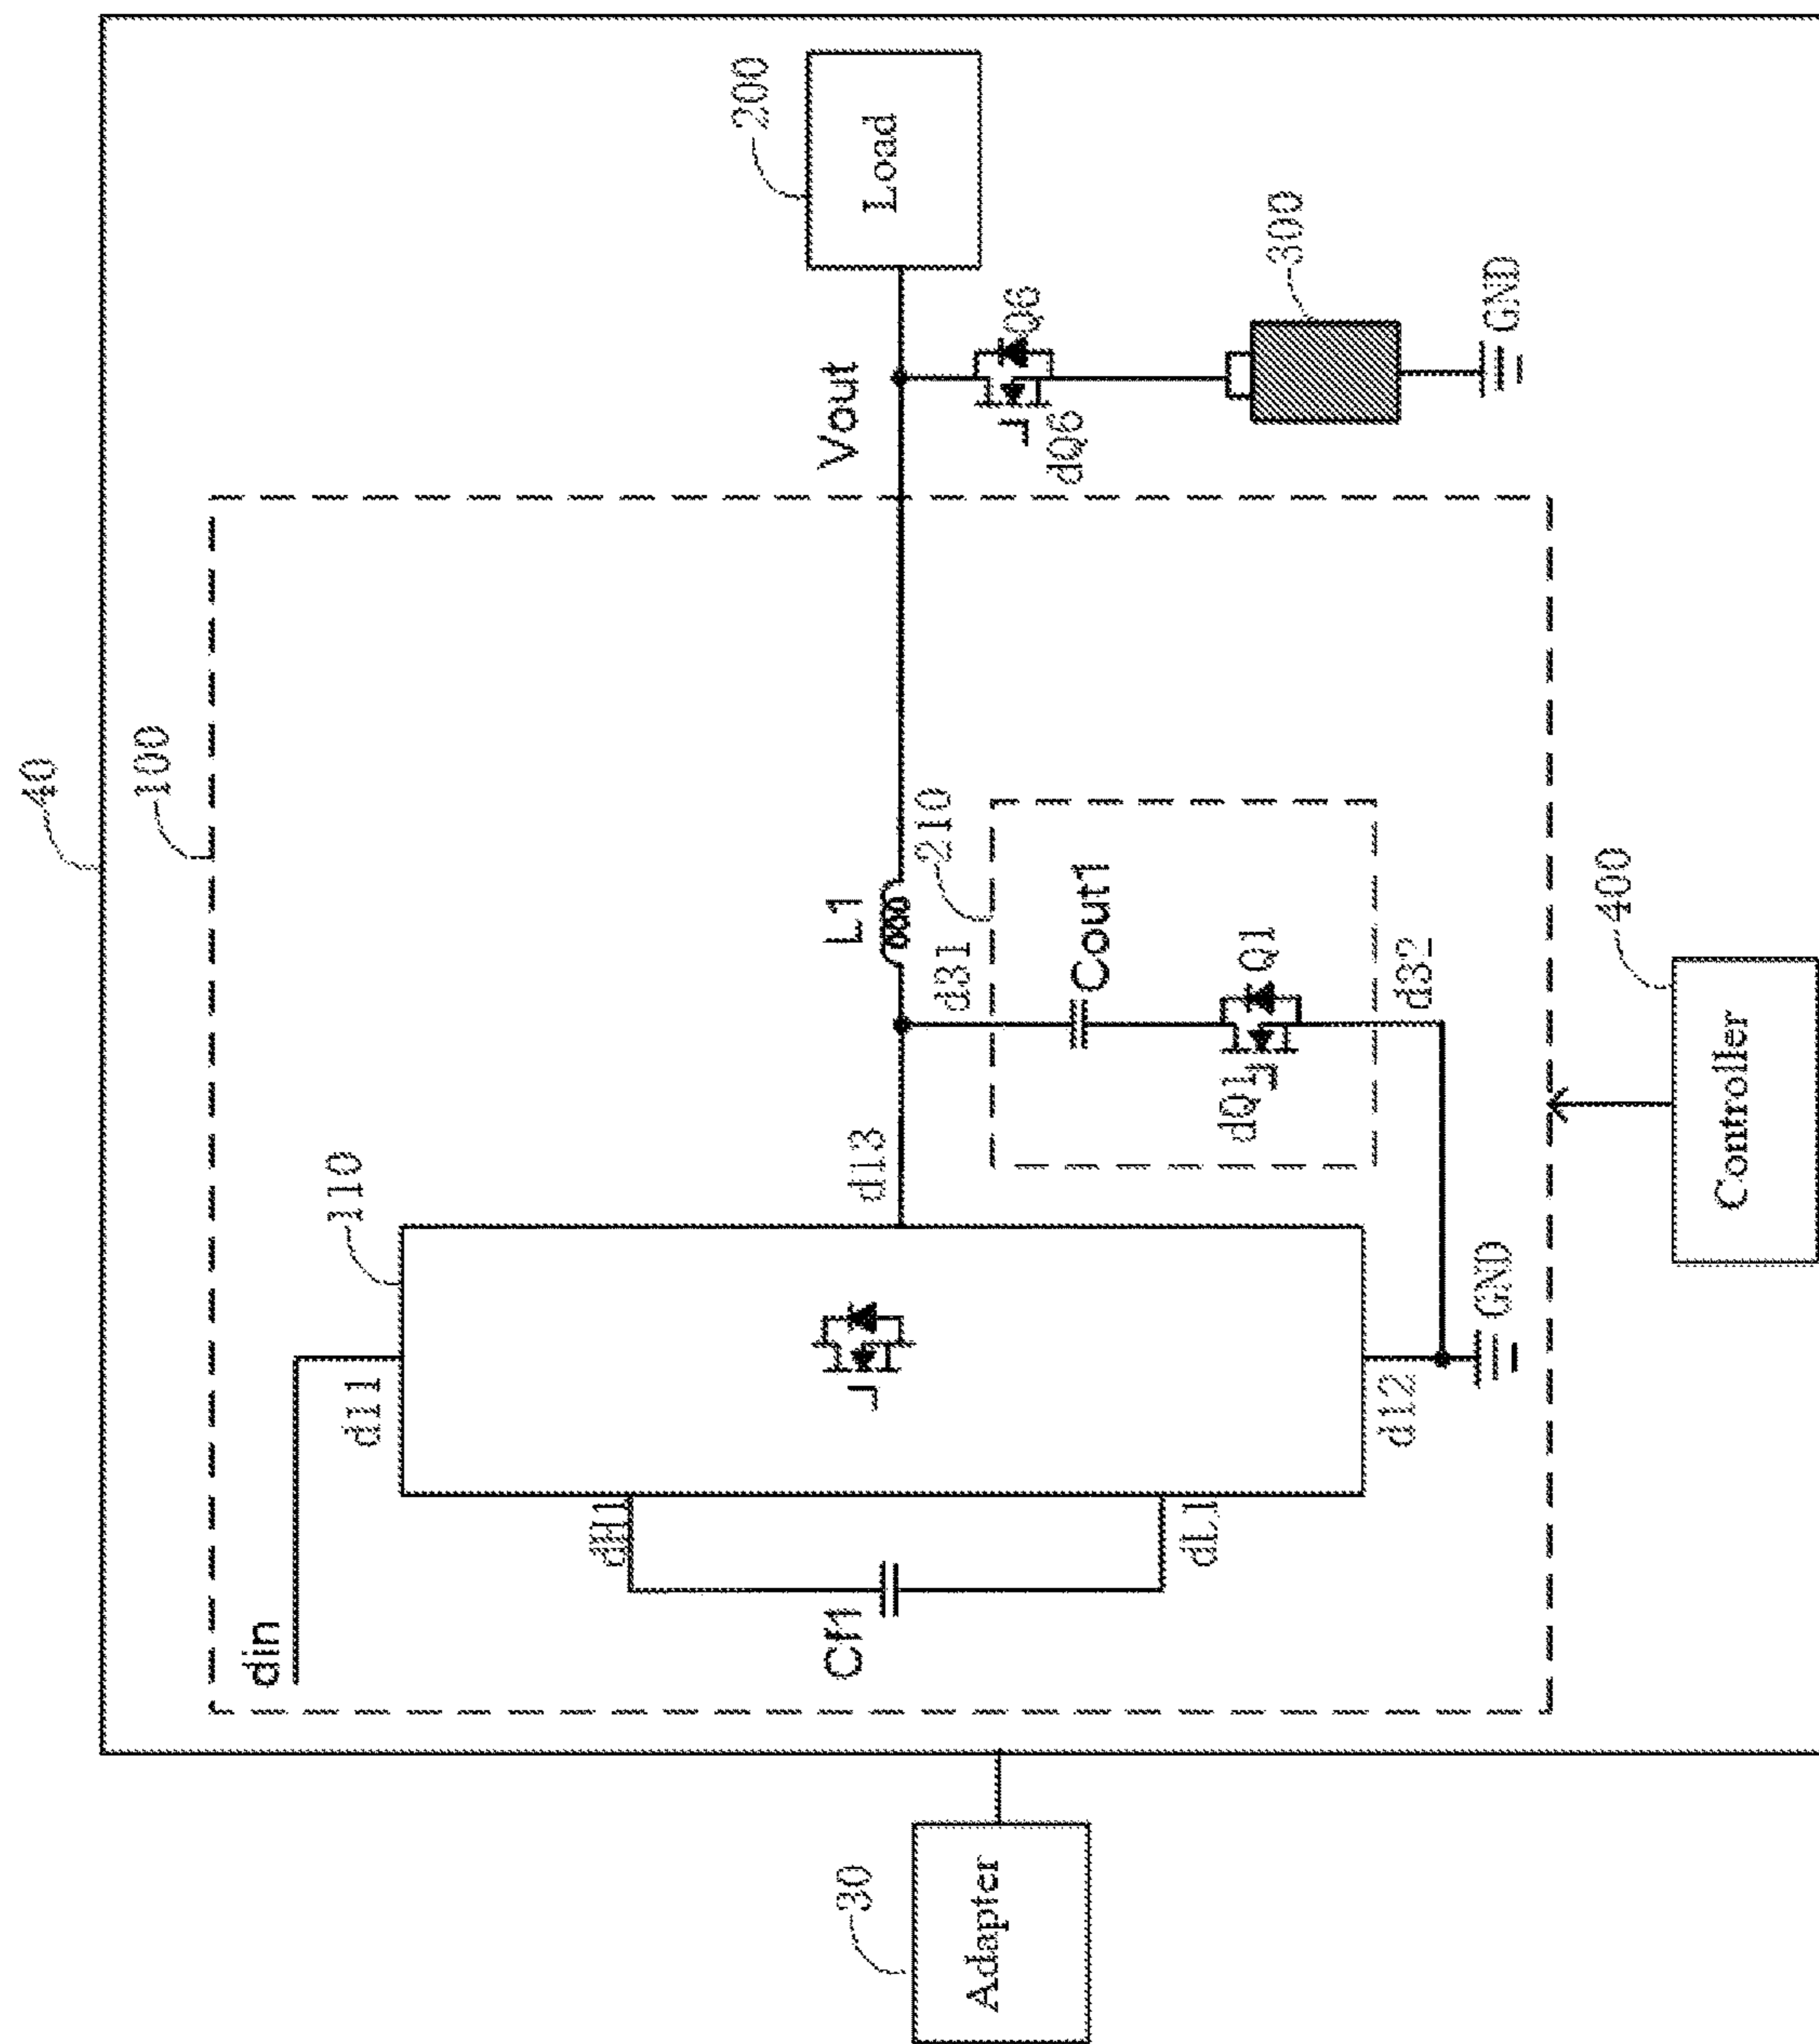 40
100
din
d11
110
dH1
Cf1
dL1
d12
GND
d13
L1
d31
210
Cout1
dQ1
Q1
d32
Vout
200
Load
Q6
dQ6
300
GND
30
Adapter
400
Controller